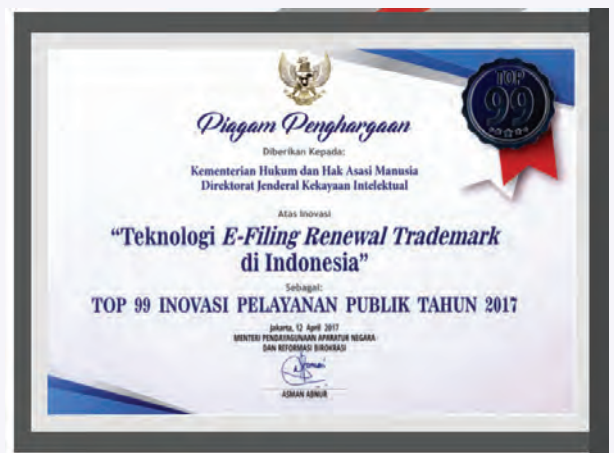 TOP
99
Piagam Penghargaan
Diberikan Kepada:
Kementerian Hukum dan Hak Asasi Manusia
Direktorat Jenderal Kekayaan Intelektual
Atas Inovasi
“Teknologi E-Filing Renewal Trademark
di Indonesia”
Sebagai:
TOP 99 INOVASI PELAYANAN PUBLIK TAHUN 2017
Jakarta, 12 April 2017
MENTERI PENDAYAGUNAAN APARATUR NEGARA
DAN REFORMASI BIROKRASI
ASMAN ABNUR